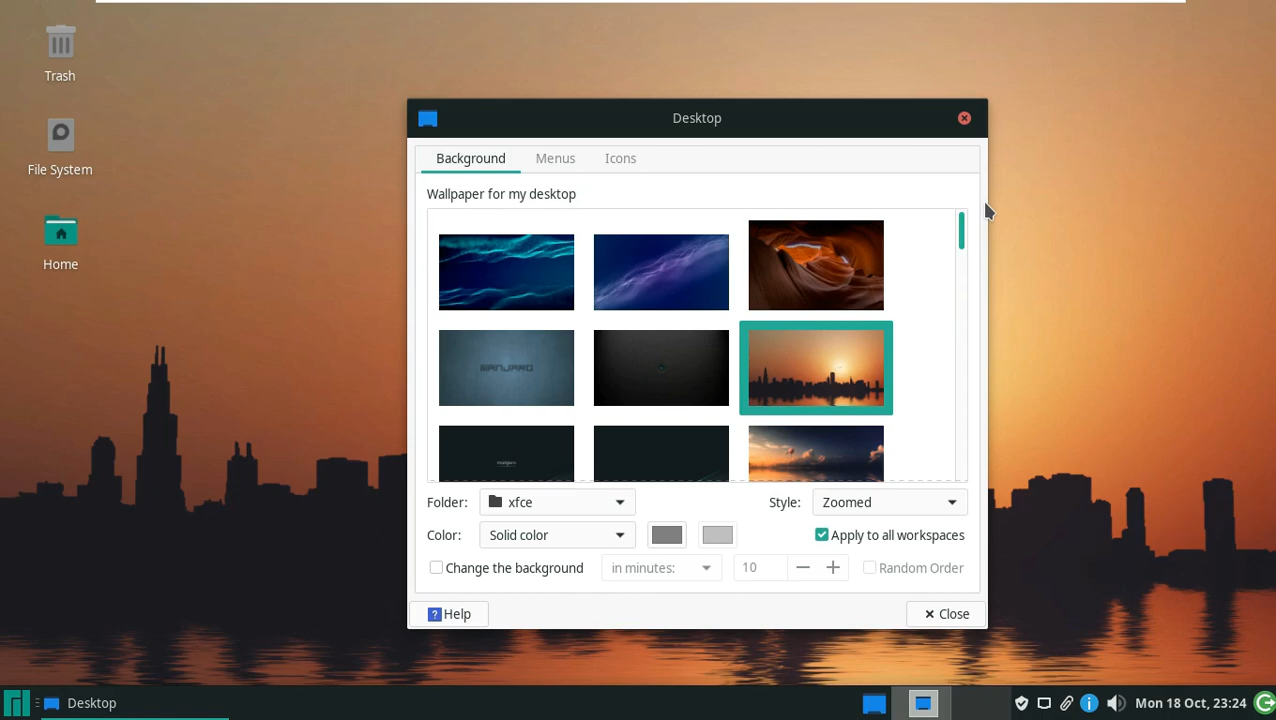 Trash
File System
Home
Desktop
Background Menus Icons
Wallpaper for my desktop
MANJARO
Folder: xfce Style: Zoomed
Color: Solid color Apply to all workspaces
Change the background in minutes: 10 Random Order
? Help Close
Desktop Mon 18 Oct, 23:24